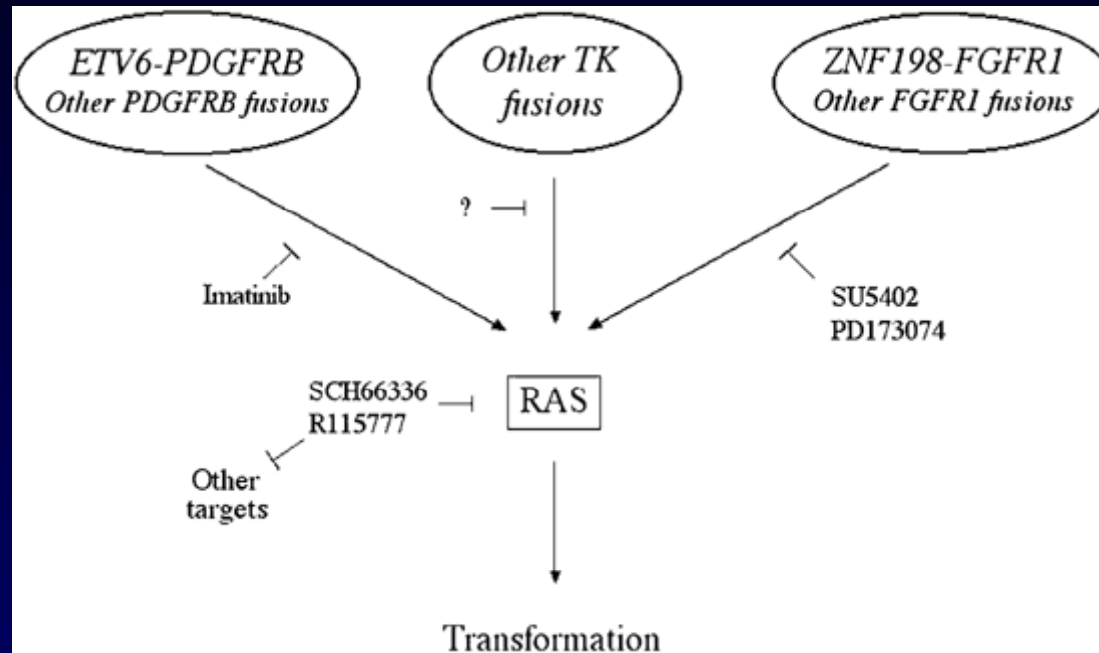 ETV6-PDGFRB
Other PDGFRB fusions
Other TK
fusions
ZNF198-FGFR1
Other FGFR1 fusions
?
Imatinib
SU5402
PD173074
SCH66336
R115777
RAS
Other
targets
Transformation